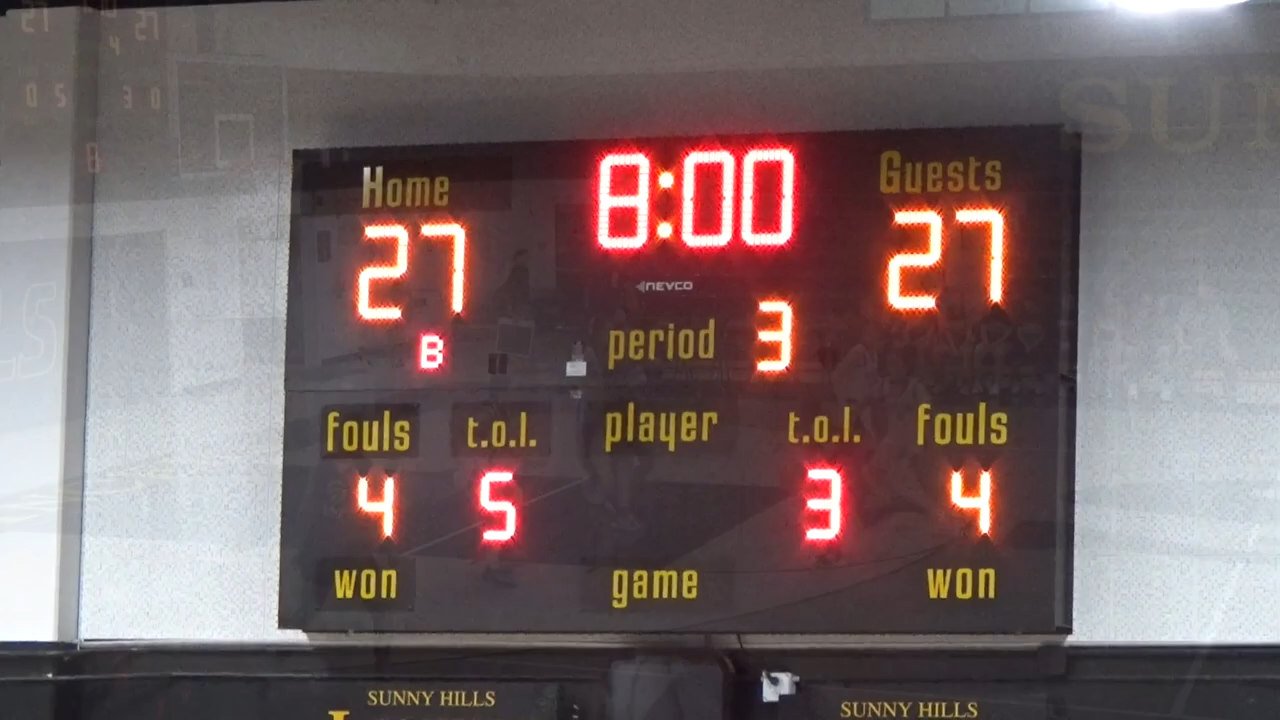 Home 8:00 Guests
27 27
NEVCO
B period 3
fouls t.o.l. player t.o.l. fouls
4 5 3 4
won game won
SUNNY HILLS SUNNY HILLS